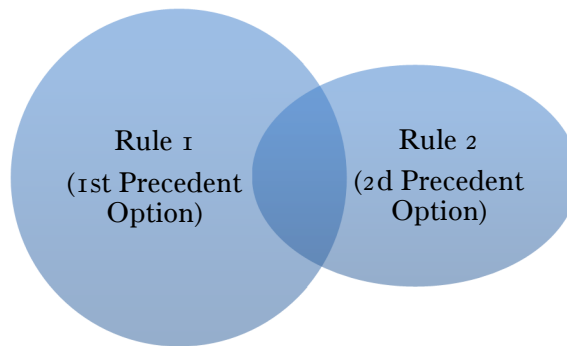 Rule 1
(1st Precedent
Option)
Rule 2
(2d Precedent
Option)